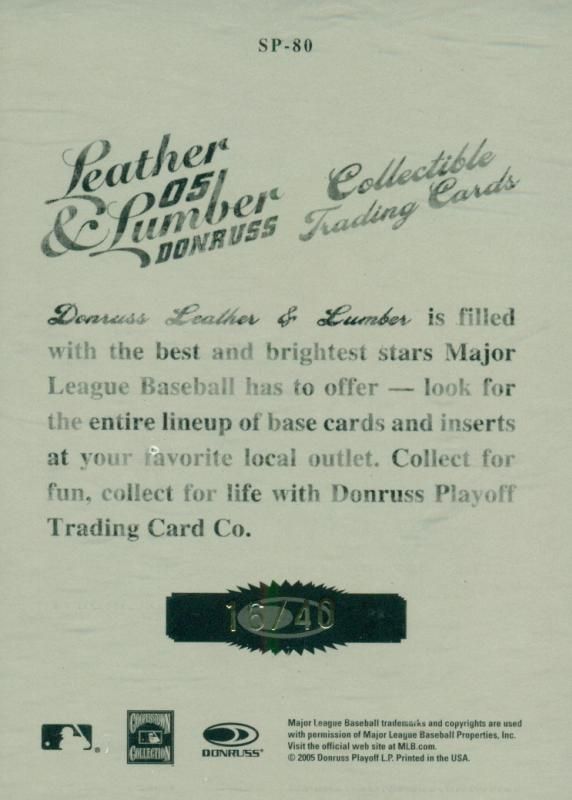 SP-80
Leather
05
& Lumber
DONRUSS
Collectible
Trading Cards
Donruss Leather & Lumber is filled
with the best and brightest stars Major
League Baseball has to offer — look for
the entire lineup of base cards and inserts
at your favorite local outlet. Collect for
fun, collect for life with Donruss Playoff
Trading Card Co.
16/40
COOPERSTOWN
COLLECTION
DONRUSS
Major League Baseball trademarks and copyrights are used
with permission of Major League Baseball Properties, Inc.
Visit the official web site at MLB.com.
© 2005 Donruss Playoff L.P. Printed in the USA.